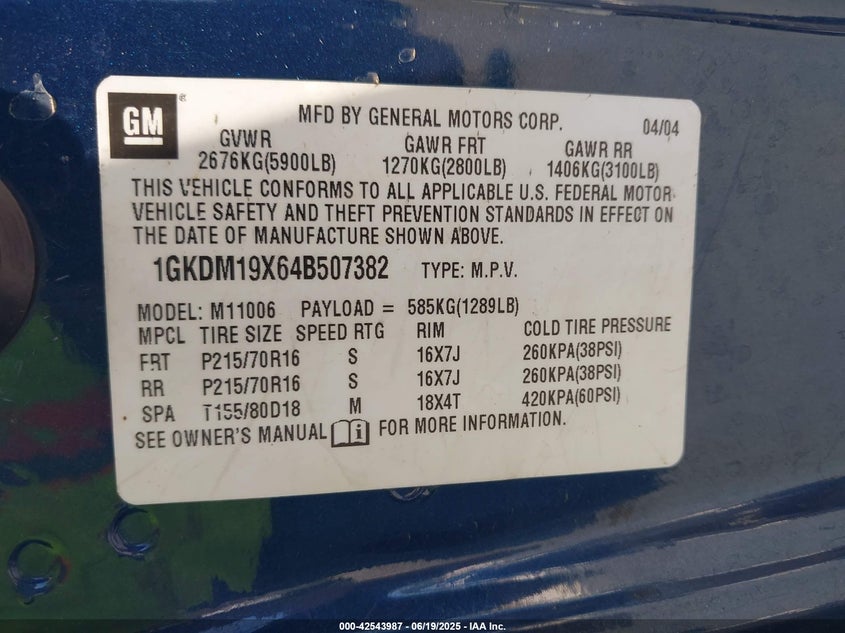 GM ®
MFD BY GENERAL MOTORS CORP. 04/04
GVWR GAWR FRT GAWR RR
2676KG(5900LB) 1270KG(2800LB) 1406KG(3100LB)
THIS VEHICLE CONFORMS TO ALL APPLICABLE U.S. FEDERAL MOTOR
VEHICLE SAFETY AND THEFT PREVENTION STANDARDS IN EFFECT ON
THE DATE OF MANUFACTURE SHOWN ABOVE.
1GKDM19X64B507382 TYPE: M.P.V.
MODEL: M11006 PAYLOAD = 585KG(1289LB)
MPCL TIRE SIZE SPEED RTG RIM COLD TIRE PRESSURE
FRT P215/70R16 S 16X7J 260KPA(38PSI)
RR P215/70R16 S 16X7J 260KPA(38PSI)
SPA T155/80D18 M 18X4T 420KPA(60PSI)
SEE OWNER'S MANUAL i FOR MORE INFORMATION.
000-42543987 - 06/19/2025 - IAA Inc.